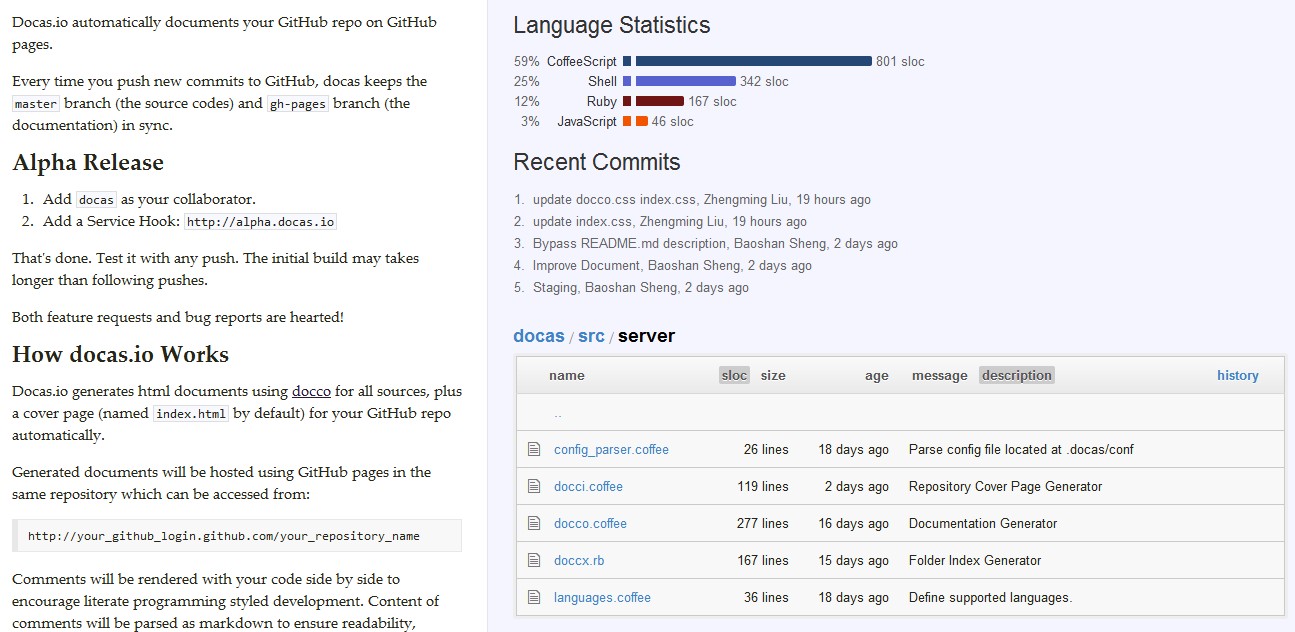 Docas.io automatically documents your GitHub repo on GitHub
pages.
Every time you push new commits to GitHub, docas keeps the
master branch (the source codes) and gh-pages branch (the
documentation) in sync.
Alpha Release
1. Add docas as your collaborator.
2. Add a Service Hook: http://alpha.docas.io
That's done. Test it with any push. The initial build may takes
longer than following pushes.
Both feature requests and bug reports are hearted!
How docas.io Works
Docas.io generates html documents using docco for all sources, plus
a cover page (named index.html by default) for your GitHub repo
automatically.
Generated documents will be hosted using GitHub pages in the
same repository which can be accessed from:
http://your_github_login.github.com/your_repository_name
Comments will be rendered with your code side by side to
encourage literate programming styled development. Content of
comments will be parsed as markdown to ensure readability,
Language Statistics
59% CoffeeScript 801 sloc
25% Shell 342 sloc
12% Ruby 167 sloc
3% JavaScript 46 sloc
Recent Commits
1. update docco.css index.css, Zhengming Liu, 19 hours ago
2. update index.css, Zhengming Liu, 19 hours ago
3. Bypass README.md description, Baoshan Sheng, 2 days ago
4. Improve Document, Baoshan Sheng, 2 days ago
5. Staging, Baoshan Sheng, 2 days ago
docas / src / server
name sloc size age message description history
..
config_parser.coffee 26 lines 18 days ago Parse config file located at .docas/conf
docci.coffee 119 lines 2 days ago Repository Cover Page Generator
docco.coffee 277 lines 16 days ago Documentation Generator
doccx.rb 167 lines 15 days ago Folder Index Generator
languages.coffee 36 lines 18 days ago Define supported languages.